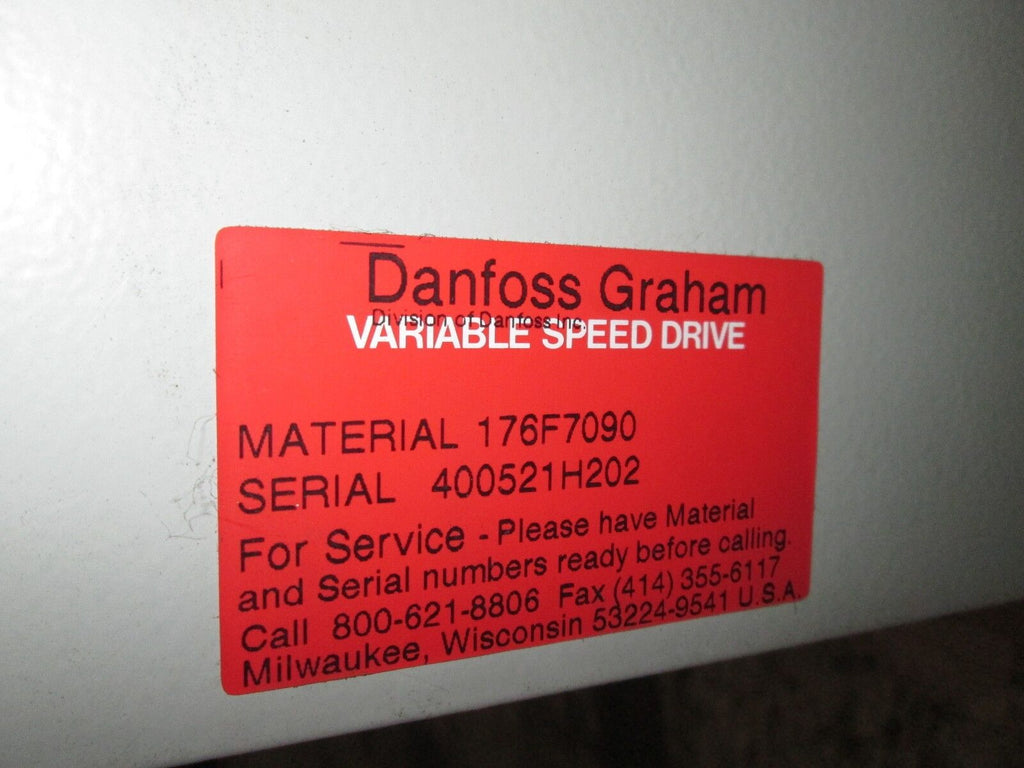 Danfoss Graham
Division of Danfoss Inc.
VARIABLE SPEED DRIVE
MATERIAL 176F7090
SERIAL 400521H202
For Service - Please have Material
and Serial numbers ready before calling.
Call 800-621-8806 Fax (414) 355-6117
Milwaukee, Wisconsin 53224-9541 U.S.A.